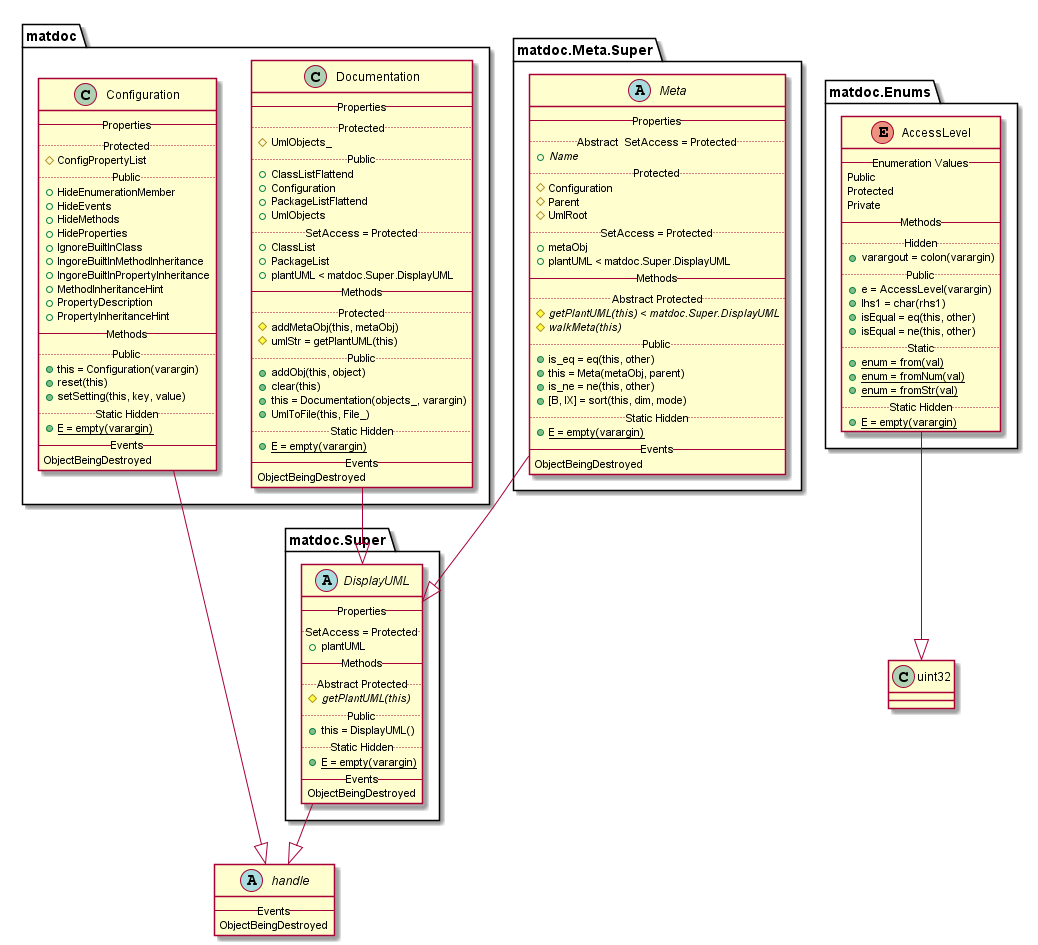 matdoc
C Configuration
Properties
Protected
ConfigPropertyList
Public
HideEnumerationMember
HideEvents
HideMethods
HideProperties
IgnoreBuiltInClass
IngoreBuiltInMethodInheritance
IngoreBuiltInPropertyInheritance
MethodInheritanceHint
PropertyDescription
PropertyInheritanceHint
Methods
Public
this = Configuration(varargin)
reset(this)
setSetting(this, key, value)
Static Hidden
E = empty(varargin)
Events
ObjectBeingDestroyed
C Documentation
Properties
Protected
UmlObjects_
Public
ClassListFlattend
Configuration
PackageListFlattend
UmlObjects
SetAccess = Protected
ClassList
PackageList
plantUML < matdoc.Super.DisplayUML
Methods
Protected
addMetaObj(this, metaObj)
umlStr = getPlantUML(this)
Public
addObj(this, object)
clear(this)
this = Documentation(objects_, varargin)
UmlToFile(this, File_)
Static Hidden
E = empty(varargin)
Events
ObjectBeingDestroyed
matdoc.Meta.Super
A Meta
Properties
Abstract SetAccess = Protected
Name
Protected
Configuration
Parent
UmlRoot
SetAccess = Protected
metaObj
plantUML < matdoc.Super.DisplayUML
Methods
Abstract Protected
getPlantUML(this) < matdoc.Super.DisplayUML
walkMeta(this)
Public
is_eq = eq(this, other)
this = Meta(metaObj, parent)
is_ne = ne(this, other)
[B, IX] = sort(this, dim, mode)
Static Hidden
E = empty(varargin)
Events
ObjectBeingDestroyed
matdoc.Enums
E AccessLevel
Enumeration Values
Public
Protected
Private
Methods
Hidden
varargout = colon(varargin)
Public
e = AccessLevel(varargin)
lhs1 = char(rhs1)
isEqual = eq(this, other)
isEqual = ne(this, other)
Static
enum = from(val)
enum = fromNum(val)
enum = fromStr(val)
Static Hidden
E = empty(varargin)
matdoc.Super
A DisplayUML
Properties
SetAccess = Protected
plantUML
Methods
Abstract Protected
getPlantUML(this)
Public
this = DisplayUML()
Static Hidden
E = empty(varargin)
Events
ObjectBeingDestroyed
C uint32
A handle
Events
ObjectBeingDestroyed